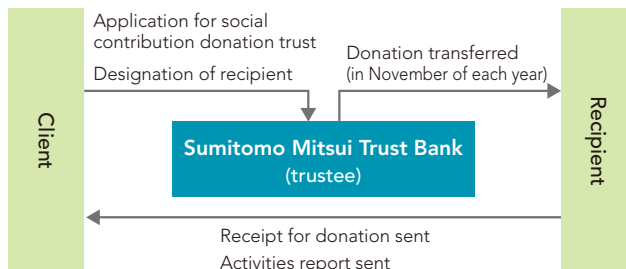 Application for social
contribution donation trust
Designation of recipient
Donation transferred
(in November of each year)
Client
Sumitomo Mitsui Trust Bank
(trustee)
Recipient
Receipt for donation sent
Activities report sent